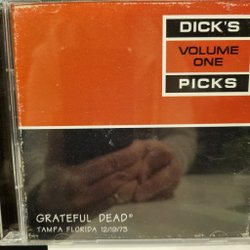 DICK'S
VOLUME
ONE
PICKS
GRATEFUL DEAD®
TAMPA FLORIDA 12/19/73